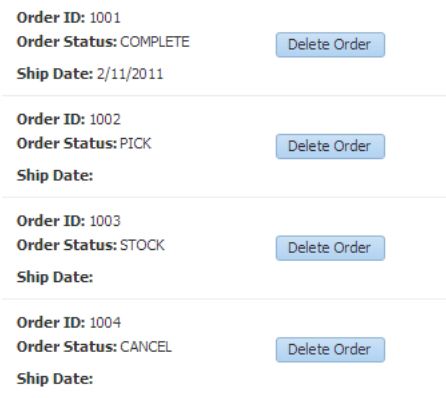 Order ID: 1001
Order Status: COMPLETE
Delete Order
Ship Date: 2/11/2011
Order ID: 1002
Order Status: PICK
Delete Order
Ship Date:
Order ID: 1003
Order Status: STOCK
Delete Order
Ship Date:
Order ID: 1004
Order Status: CANCEL
Delete Order
Ship Date: